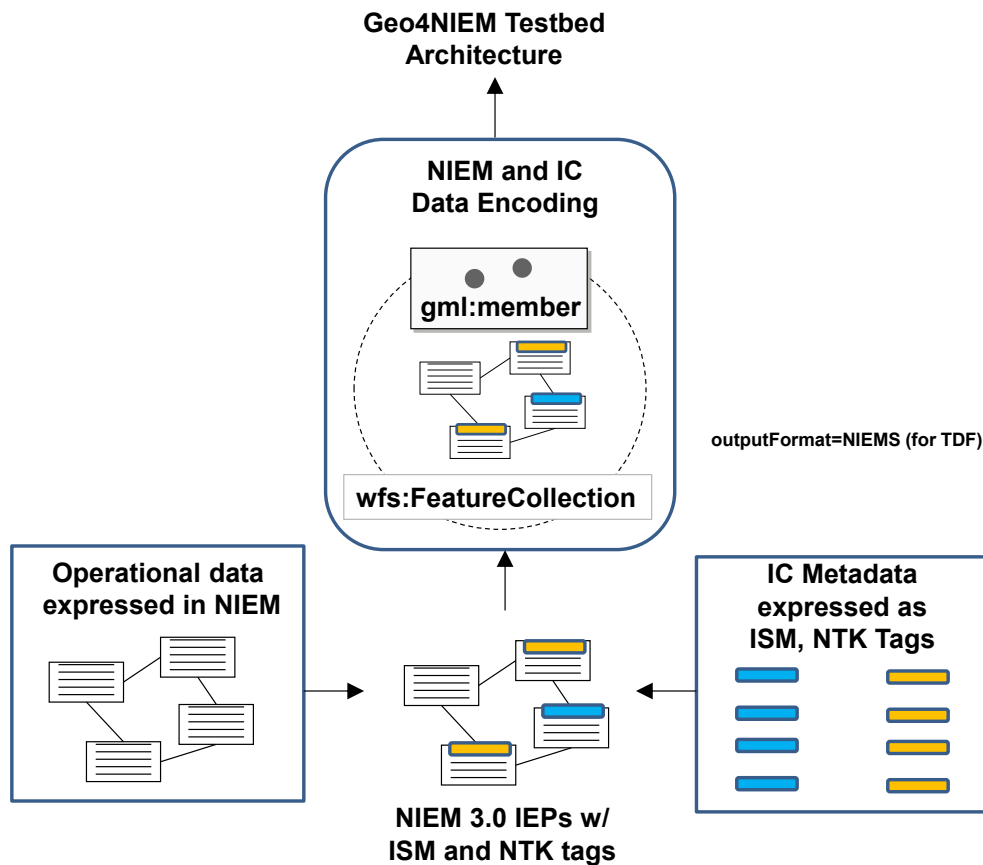 Geo4NIEM Testbed
Architecture
NIEM and IC
Data Encoding
gml:member
outputFormat=NIEMS (for TDF)
wfs:FeatureCollection
Operational data
expressed in NIEM
IC Metadata
expressed as
ISM, NTK Tags
NIEM 3.0 IEPs w/
ISM and NTK tags